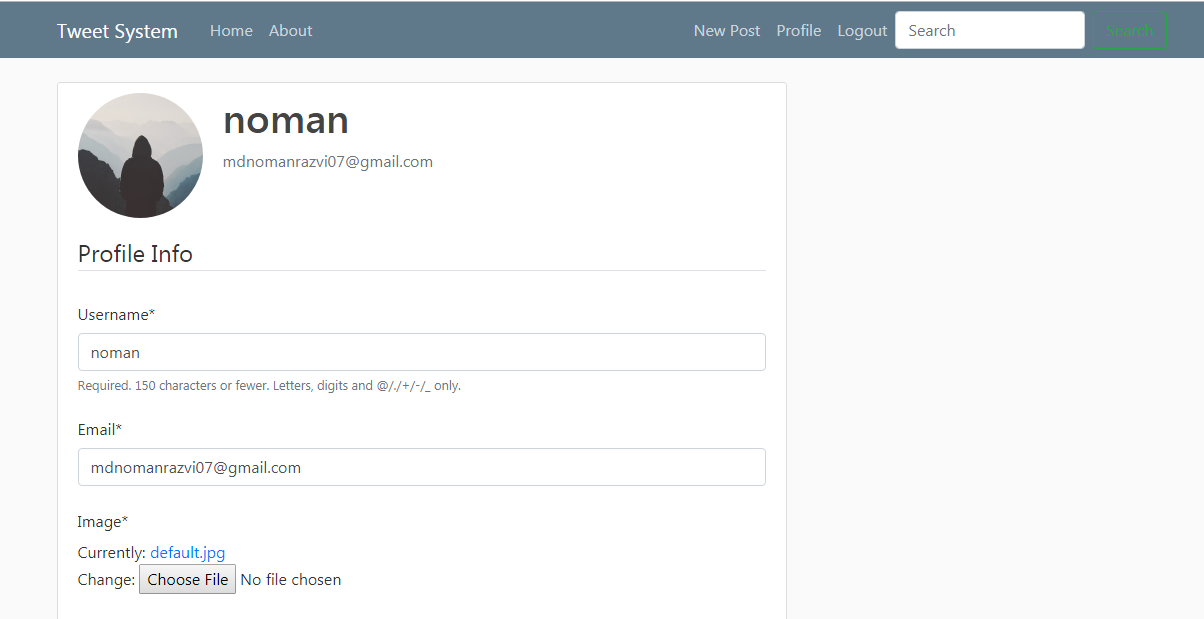 Tweet System Home About New Post Profile Logout Search Search
noman
mdnomanrazvi07@gmail.com
Profile Info
Username*
noman
Required. 150 characters or fewer. Letters, digits and @/./+/-/_ only.
Email*
mdnomanrazvi07@gmail.com
Image*
Currently: default.jpg
Change: Choose File No file chosen